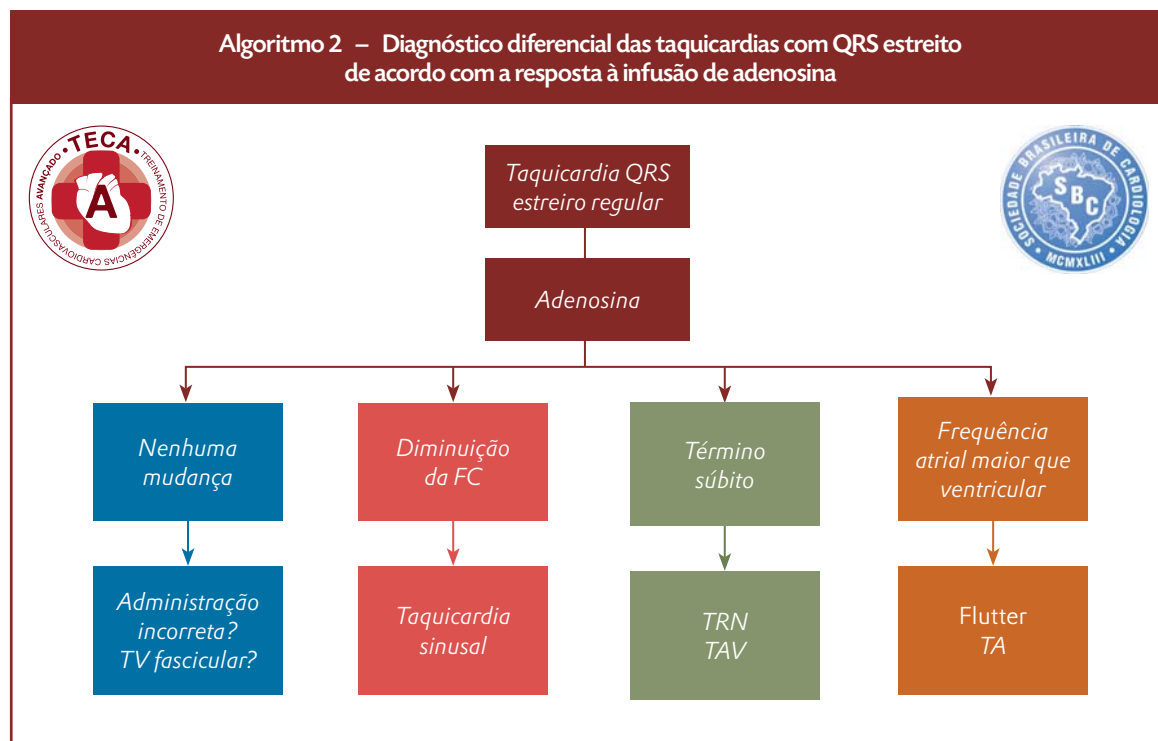 Algoritmo 2 – Diagnóstico diferencial das taquicardias com QRS estreito
de acordo com a resposta à infusão de adenosina
TECA
A
TREINAMENTO DE EMERGÊNCIAS CARDIOVASCULARES AVANÇADO
SOCIEDADE BRASILEIRA DE CARDIOLOGIA
SBC
MCMXLIII
Taquicardia QRS
estreiro regular
Adenosina
Nenhuma
mudança
Diminuição
da FC
Término
súbito
Frequência
atrial maior que
ventricular
Administração
incorreta?
TV fascicular?
Taquicardia
sinusal
TRN
TAV
Flutter
TA